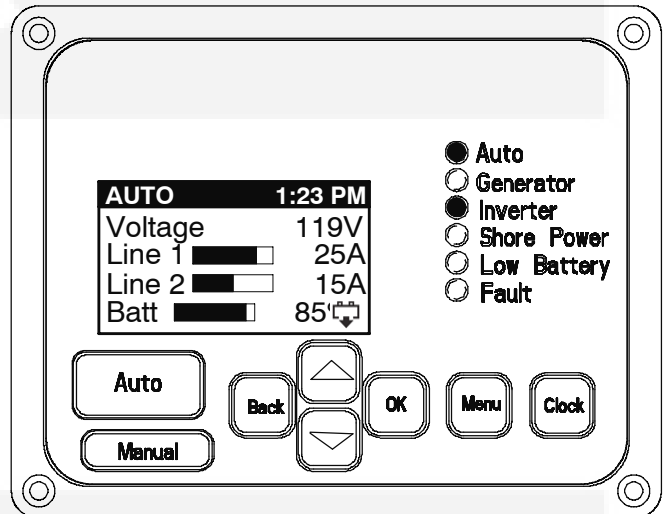 AUTO 1:23 PM
Voltage 119V
Line 1 25A
Line 2 15A
Batt 85
Auto
Generator
Inverter
Shore Power
Low Battery
Fault
Auto
Manual
Back
OK
Menu
Clock